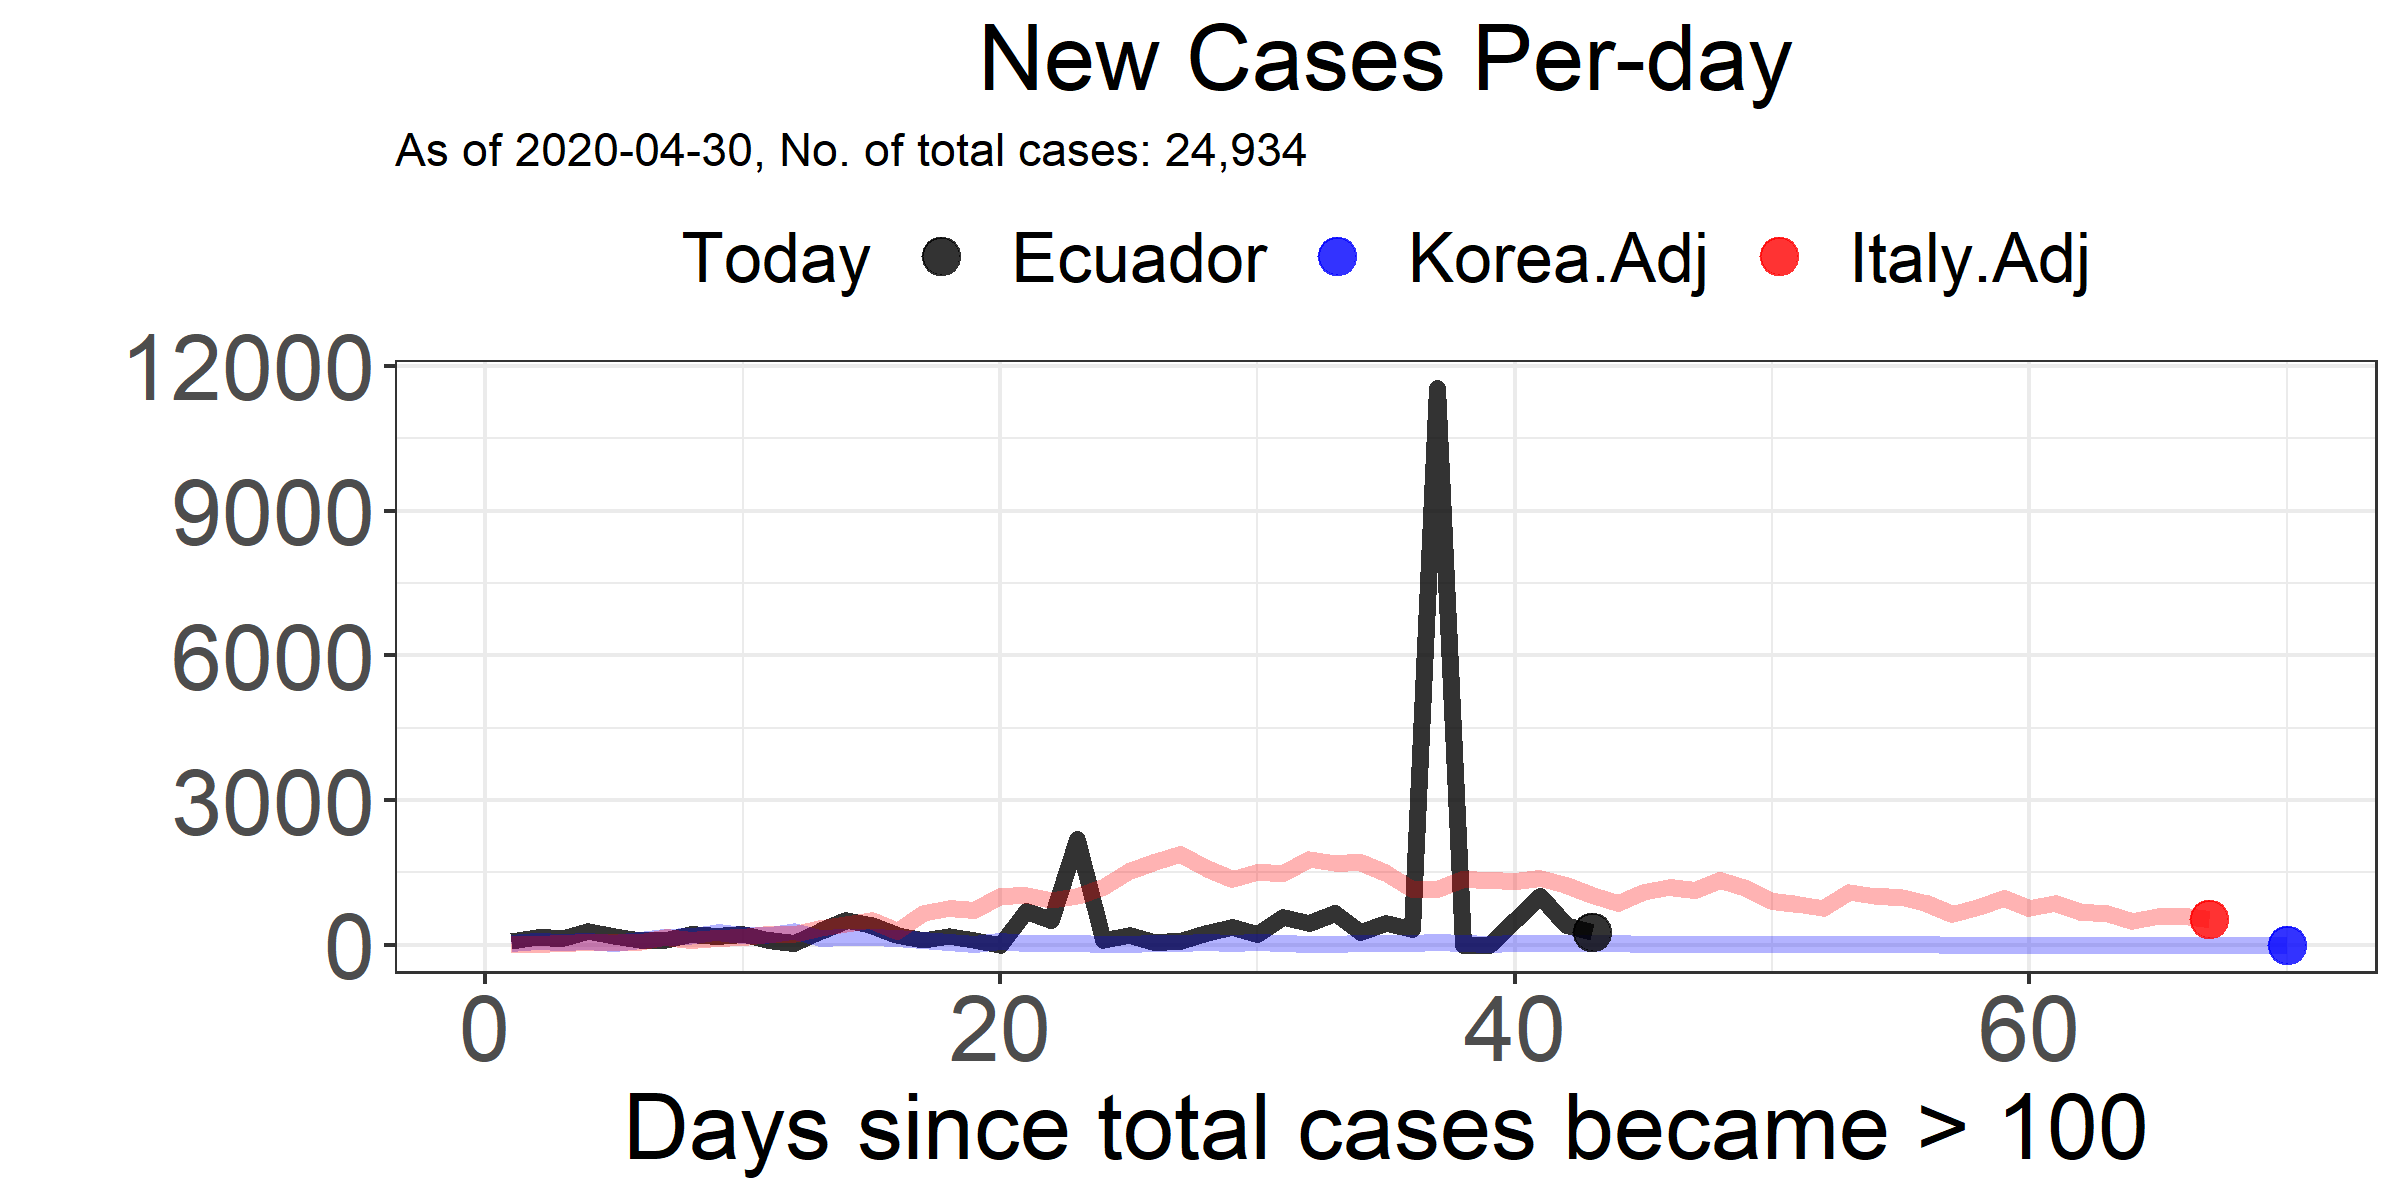 New Cases Per-day
As of 2020-04-30, No. of total cases: 24,934
Today Ecuador Korea.Adj Italy.Adj
12000
9000
6000
3000
0
0 20 40 60
Days since total cases became > 100